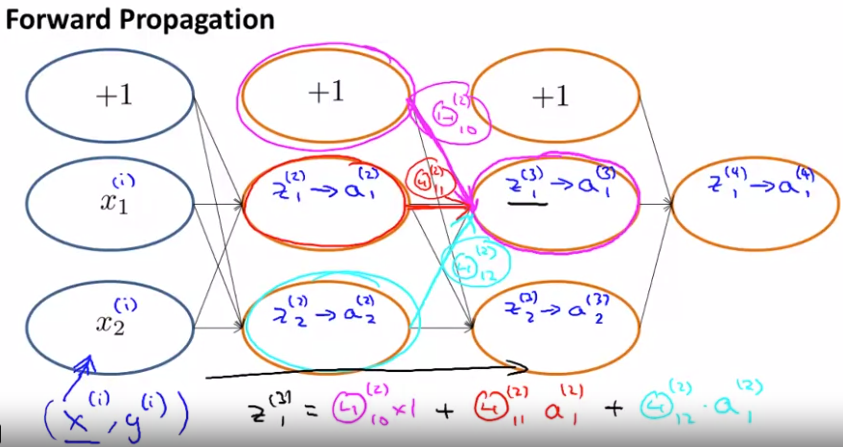 Forward Propagation
+1 +1 Θ₁₀⁽²⁾ +1
x₁⁽ⁱ⁾ z₁⁽²⁾ → a₁⁽²⁾ Θ₁₁⁽²⁾ z₁⁽³⁾ → a₁⁽³⁾ z₁⁽⁴⁾ → a₁⁽⁴⁾
Θ₁₂⁽²⁾
x₂⁽ⁱ⁾ z₂⁽²⁾ → a₂⁽²⁾ z₂⁽³⁾ → a₂⁽³⁾
(x⁽ⁱ⁾, y⁽ⁱ⁾) z₁⁽³⁾ = Θ₁₀⁽²⁾ × 1 + Θ₁₁⁽²⁾ a₁⁽²⁾ + Θ₁₂⁽²⁾ · a₁⁽²⁾